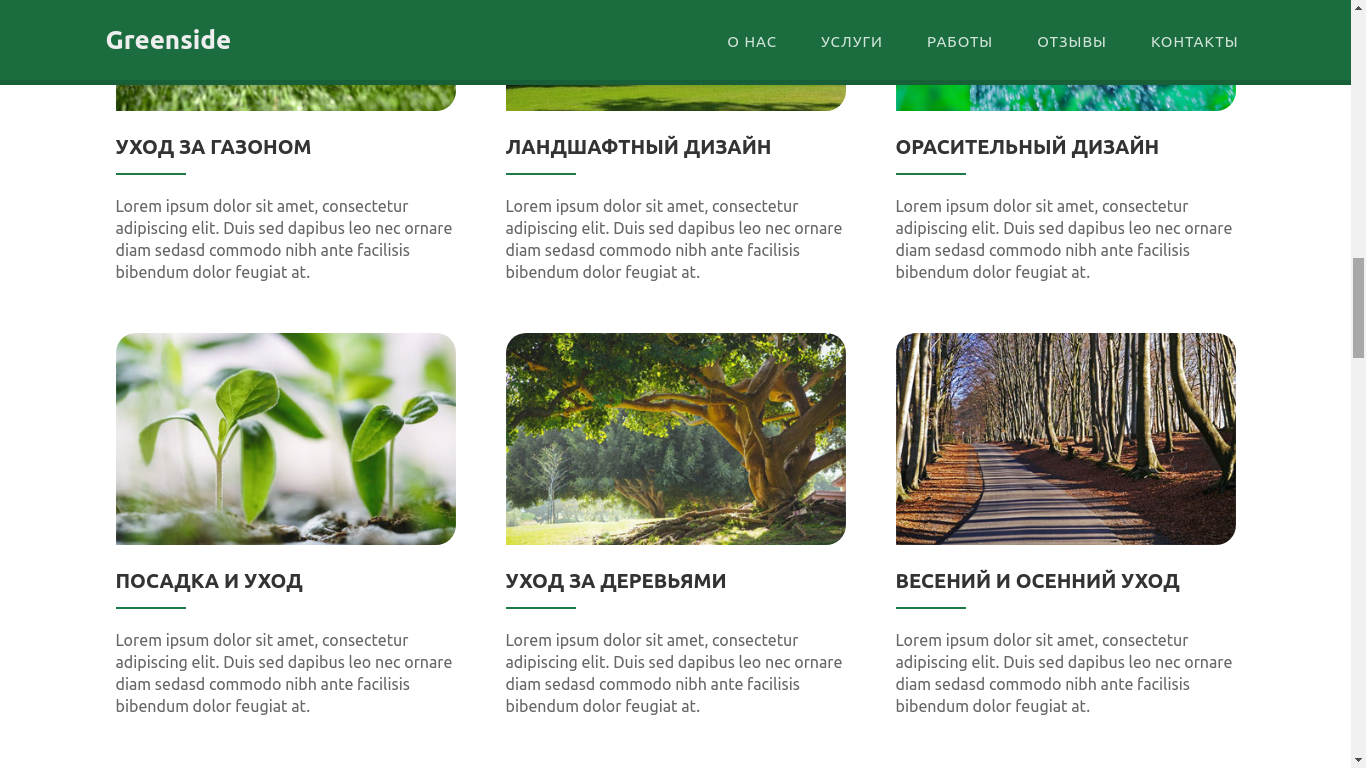 Greenside
О НАС УСЛУГИ РАБОТЫ ОТЗЫВЫ КОНТАКТЫ
УХОД ЗА ГАЗОНОМ
Lorem ipsum dolor sit amet, consectetur
adipiscing elit. Duis sed dapibus leo nec ornare
diam sedasd commodo nibh ante facilisis
bibendum dolor feugiat at.
ЛАНДШАФТНЫЙ ДИЗАЙН
Lorem ipsum dolor sit amet, consectetur
adipiscing elit. Duis sed dapibus leo nec ornare
diam sedasd commodo nibh ante facilisis
bibendum dolor feugiat at.
ОРАСИТЕЛЬНЫЙ ДИЗАЙН
Lorem ipsum dolor sit amet, consectetur
adipiscing elit. Duis sed dapibus leo nec ornare
diam sedasd commodo nibh ante facilisis
bibendum dolor feugiat at.
ПОСАДКА И УХОД
Lorem ipsum dolor sit amet, consectetur
adipiscing elit. Duis sed dapibus leo nec ornare
diam sedasd commodo nibh ante facilisis
bibendum dolor feugiat at.
УХОД ЗА ДЕРЕВЬЯМИ
Lorem ipsum dolor sit amet, consectetur
adipiscing elit. Duis sed dapibus leo nec ornare
diam sedasd commodo nibh ante facilisis
bibendum dolor feugiat at.
ВЕСЕНИЙ И ОСЕННИЙ УХОД
Lorem ipsum dolor sit amet, consectetur
adipiscing elit. Duis sed dapibus leo nec ornare
diam sedasd commodo nibh ante facilisis
bibendum dolor feugiat at.